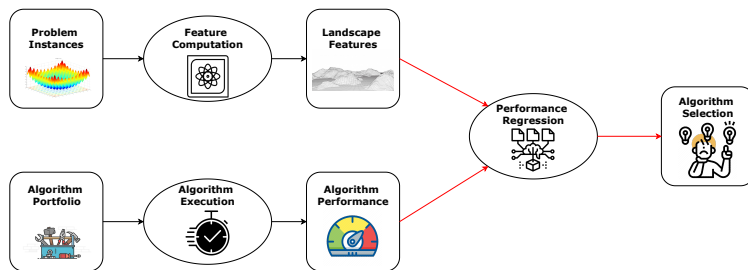 Problem
Instances
Feature
Computation
Landscape
Features
Performance
Regression
Algorithm
Selection
Algorithm
Portfolio
Algorithm
Execution
Algorithm
Performance